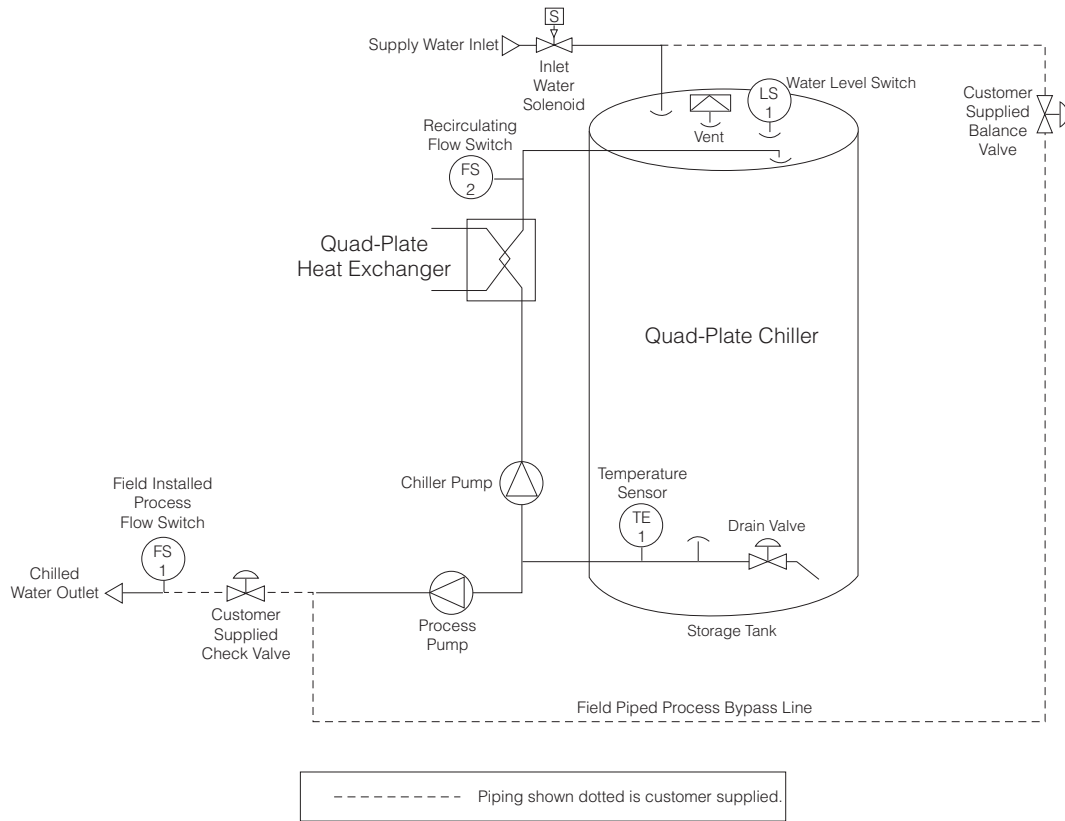 S
Supply Water Inlet
Inlet
Water
Solenoid
Water Level Switch
LS
1
Vent
Customer
Supplied
Balance
Valve
Recirculating
Flow Switch
FS
2
Quad-Plate
Heat Exchanger
Quad-Plate Chiller
Chiller Pump
Temperature
Sensor
TE
1
Drain Valve
Field Installed
Process
Flow Switch
FS
1
Chilled
Water Outlet
Customer
Supplied
Check Valve
Process
Pump
Storage Tank
Field Piped Process Bypass Line
Piping shown dotted is customer supplied.